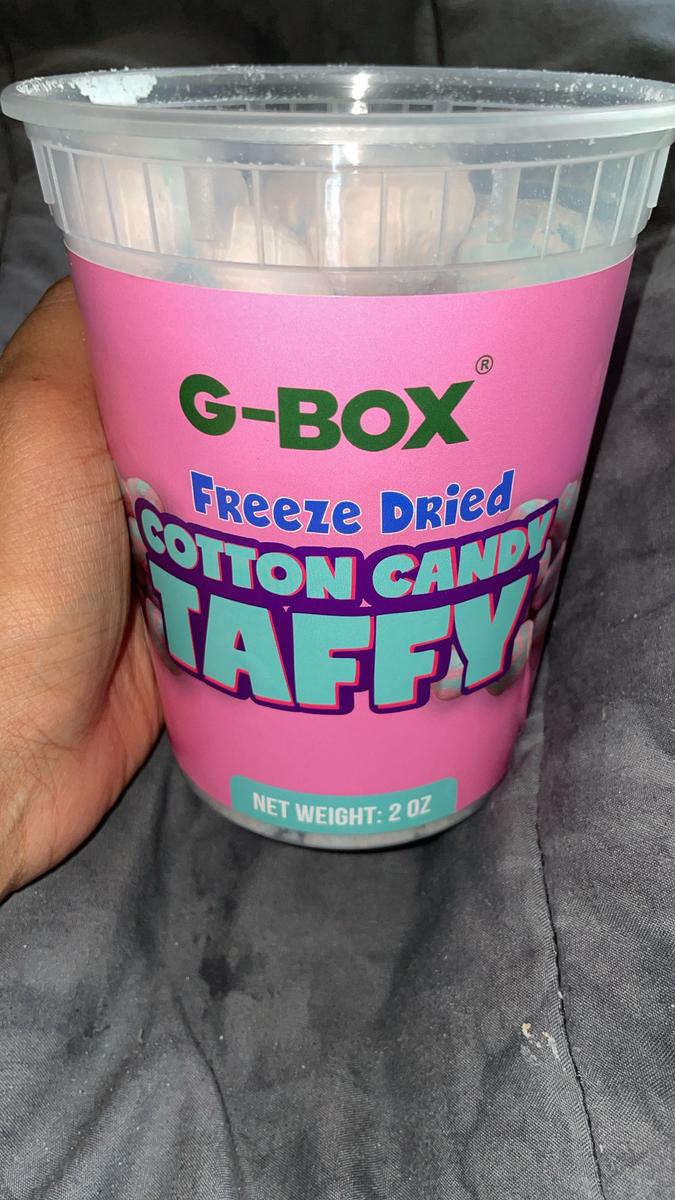 G-BOX®
Freeze Dried
COTTON CANDY
TAFFY
NET WEIGHT: 2 OZ